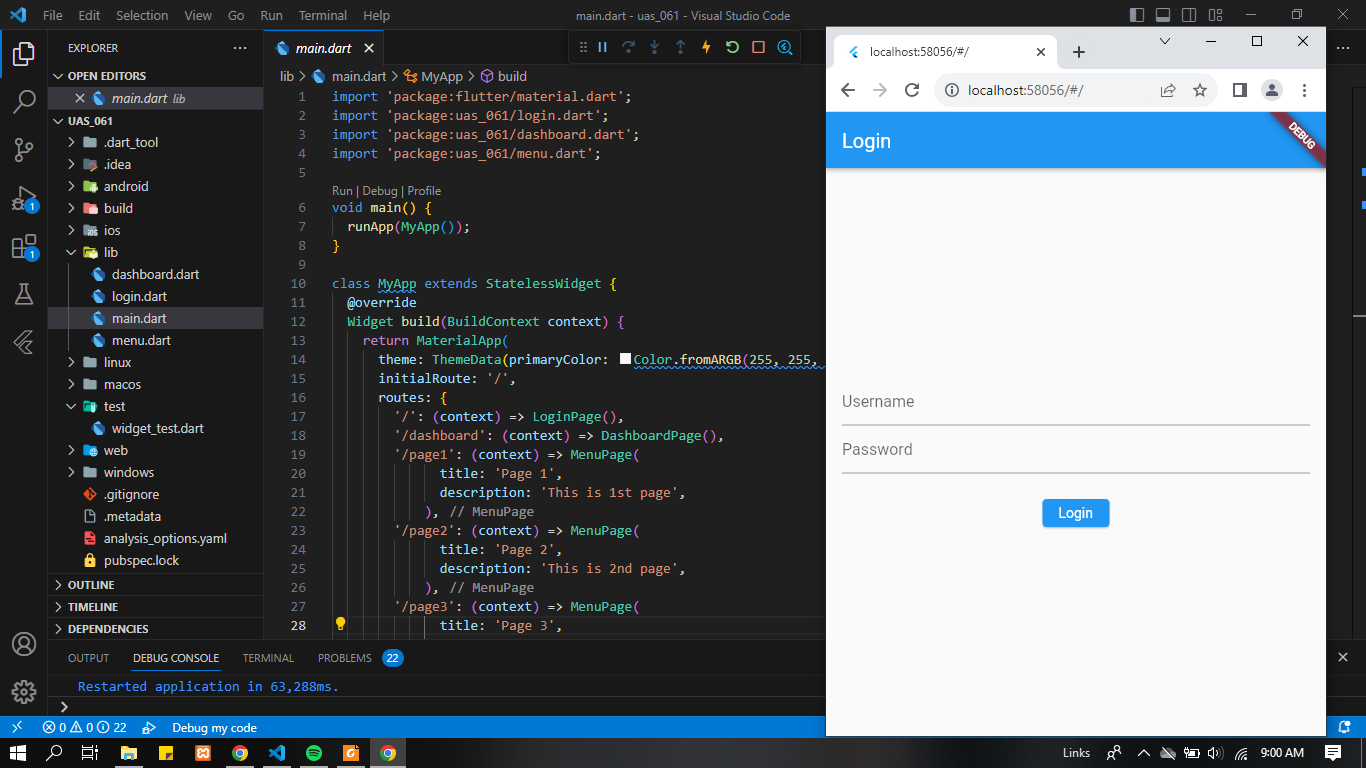 File Edit Selection View Go Run Terminal Help
main.dart - uas_061 - Visual Studio Code
EXPLORER
OPEN EDITORS
main.dart lib
UAS_061
.dart_tool
.idea
android
build
ios
lib
dashboard.dart
login.dart
main.dart
menu.dart
linux
macos
test
widget_test.dart
web
windows
.gitignore
.metadata
analysis_options.yaml
pubspec.lock
OUTLINE
TIMELINE
DEPENDENCIES
1
1
main.dart
lib > main.dart > MyApp > build
1 import 'package:flutter/material.dart';
2 import 'package:uas_061/login.dart';
3 import 'package:uas_061/dashboard.dart';
4 import 'package:uas_061/menu.dart';
5
Run | Debug | Profile
6 void main() {
7 runApp(MyApp());
8 }
9
10 class MyApp extends StatelessWidget {
11 @override
12 Widget build(BuildContext context) {
13 return MaterialApp(
14 theme: ThemeData(primaryColor: Color.fromARGB(255, 255,
15 initialRoute: '/',
16 routes: {
17 '/': (context) => LoginPage(),
18 '/dashboard': (context) => DashboardPage(),
19 '/page1': (context) => MenuPage(
20 title: 'Page 1',
21 description: 'This is 1st page',
22 ), // MenuPage
23 '/page2': (context) => MenuPage(
24 title: 'Page 2',
25 description: 'This is 2nd page',
26 ), // MenuPage
27 '/page3': (context) => MenuPage(
28 title: 'Page 3',
OUTPUT DEBUG CONSOLE TERMINAL PROBLEMS 22
Restarted application in 63,288ms.
0 0 22 Debug my code
localhost:58056/#/
localhost:58056/#/
Login
DEBUG
Username
Password
Login
Links 9:00 AM